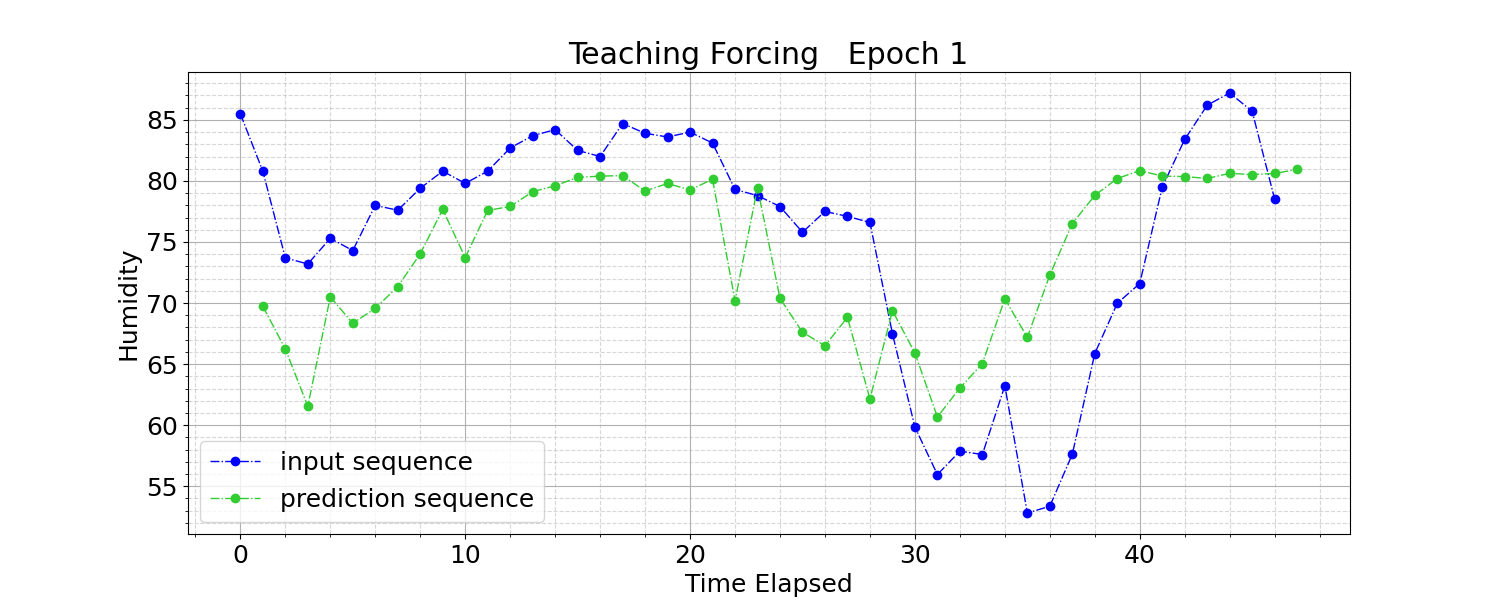 Teaching Forcing   Epoch 1
Humidity
85
80
75
70
65
60
55
input sequence
prediction sequence
0 10 20 30 40
Time Elapsed